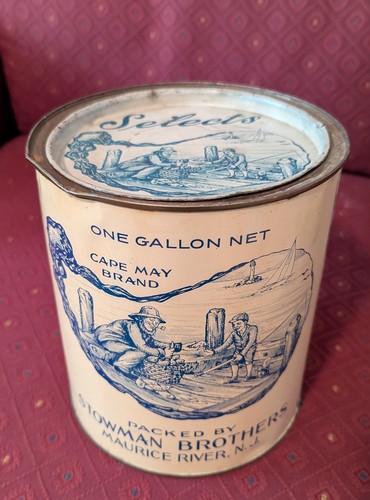 Selects
ONE GALLON NET
CAPE MAY
BRAND
PACKED BY
STOWMAN BROTHERS
MAURICE RIVER, N.J.